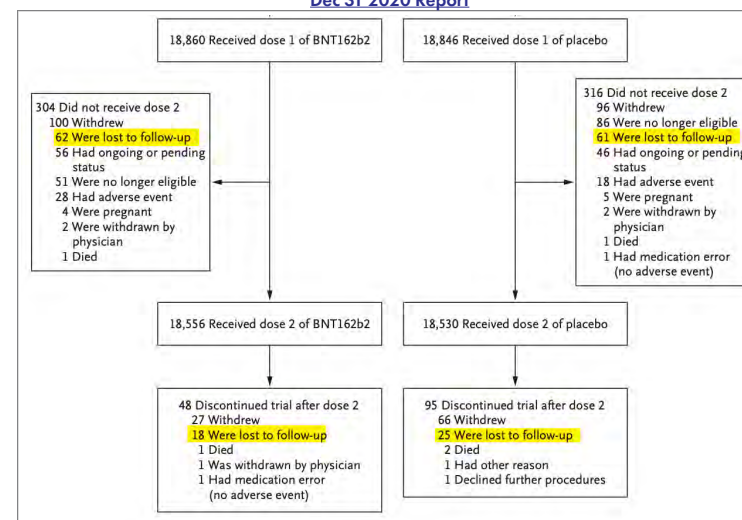 Dec 31 2020 Report
18,860 Received dose 1 of BNT162b2
18,846 Received dose 1 of placebo
304 Did not receive dose 2
100 Withdrew
62 Were lost to follow-up
56 Had ongoing or pending
status
51 Were no longer eligible
28 Had adverse event
4 Were pregnant
2 Were withdrawn by
physician
1 Died
316 Did not receive dose 2
96 Withdrew
86 Were no longer eligible
61 Were lost to follow-up
46 Had ongoing or pending
status
18 Had adverse event
5 Were pregnant
2 Were withdrawn by
physician
1 Died
1 Had medication error
(no adverse event)
18,556 Received dose 2 of BNT162b2
18,530 Received dose 2 of placebo
48 Discontinued trial after dose 2
27 Withdrew
18 Were lost to follow-up
1 Died
1 Was withdrawn by physician
1 Had medication error
(no adverse event)
95 Discontinued trial after dose 2
66 Withdrew
25 Were lost to follow-up
2 Died
1 Had other reason
1 Declined further procedures